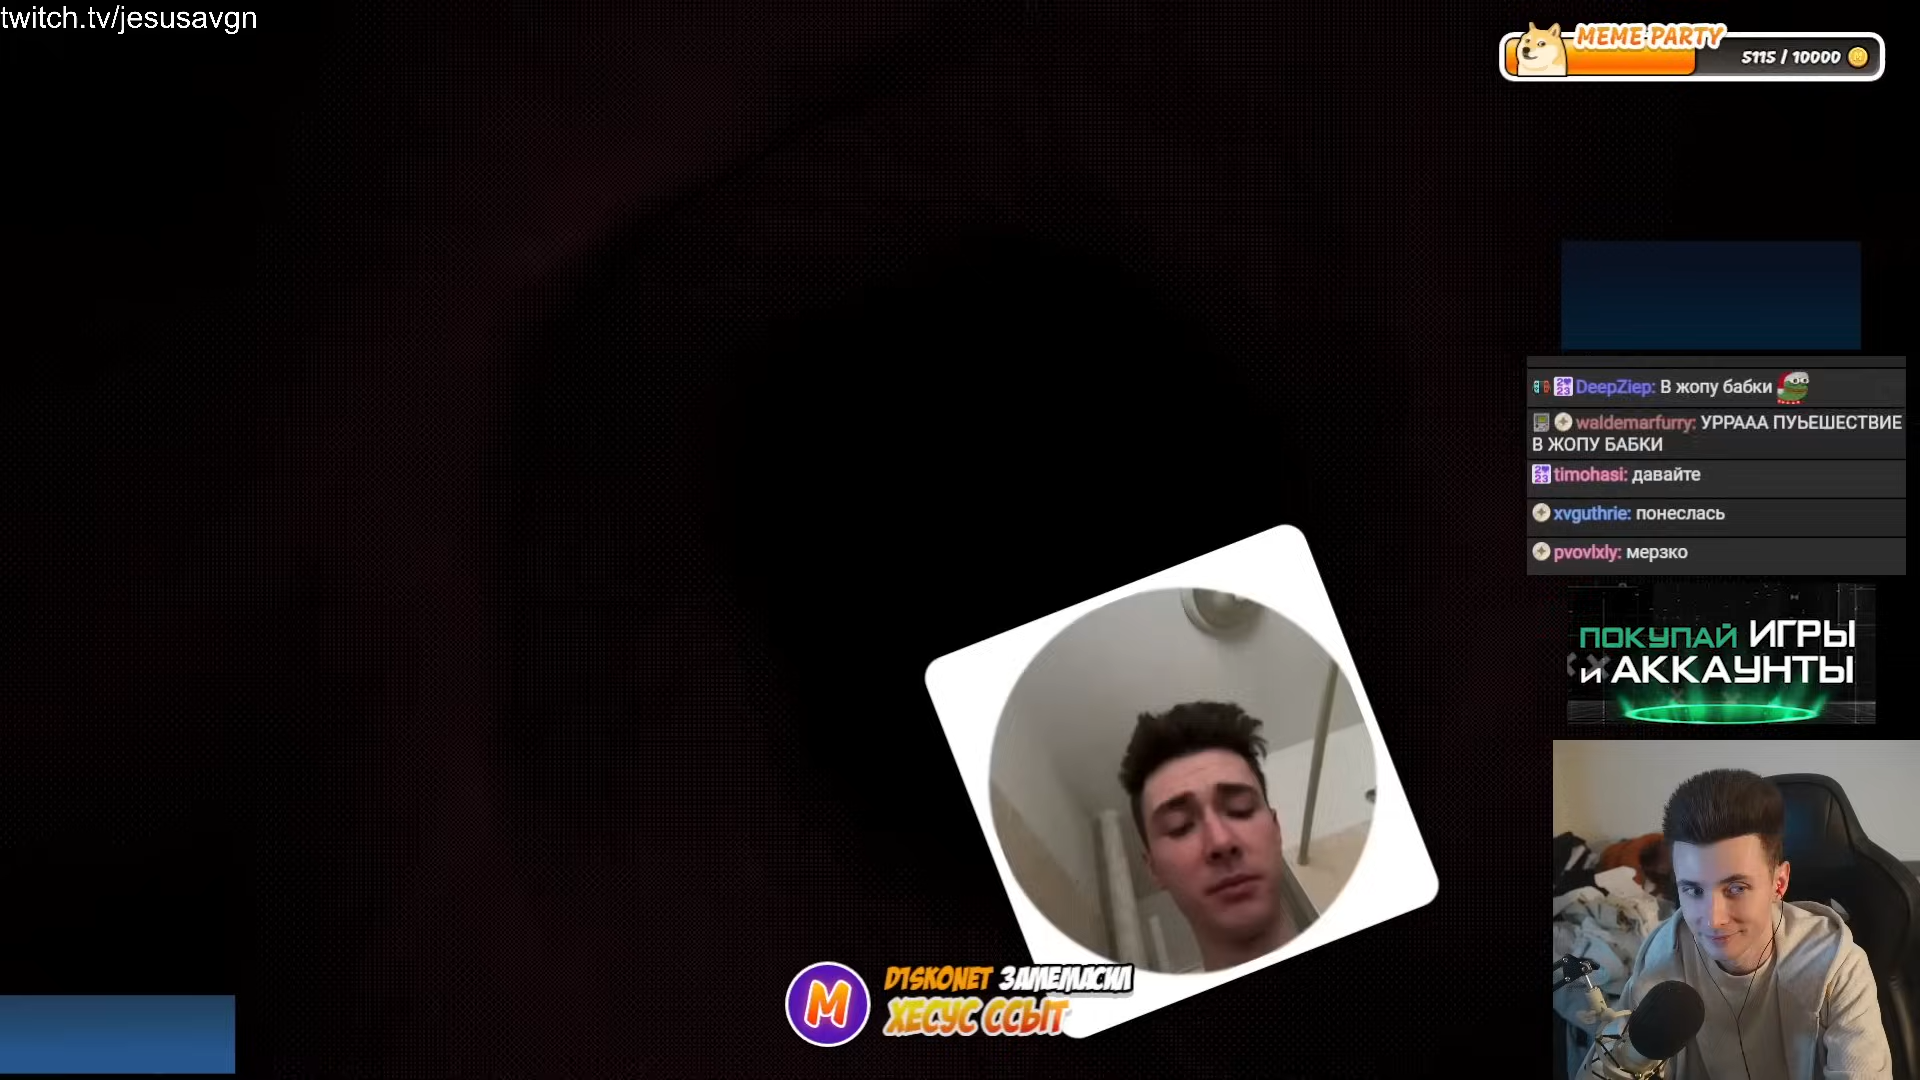 twitch.tv/jesusavgn
MEME PARTY
5115 / 10000
DeepZiep: В жопу бабки
waldemarfurry: УРРААА ПУЬЕШЕСТВИЕ
В ЖОПУ БАБКИ
timohasi: давайте
xvguthrie: понеслась
pvovlxly: мерзко
ПОКУПАЙ ИГРЫ
и АККАУНТЫ
D1SKONET ЗАМЕМАСИЛ
ХЕСУС ССЫТ